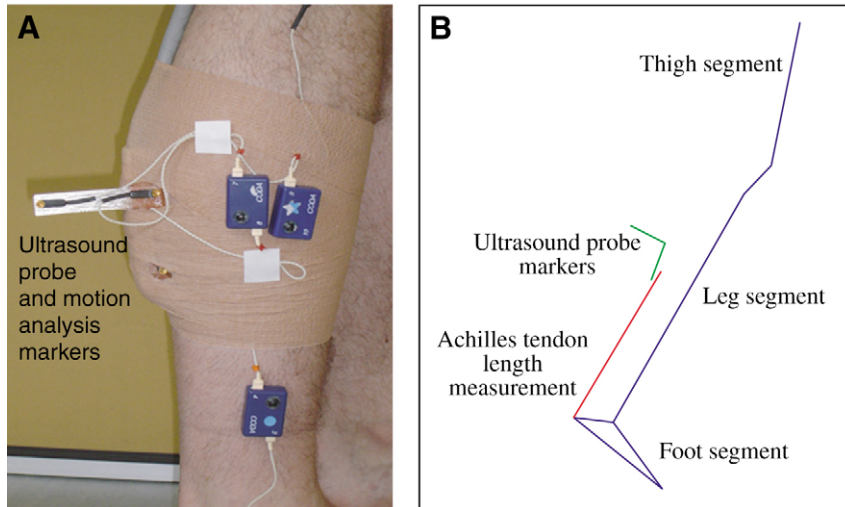 A
Ultrasound
probe
and motion
analysis
markers
CODA
CODA
CODA
B
Thigh segment
Ultrasound probe
markers
Leg segment
Achilles tendon
length
measurement
Foot segment